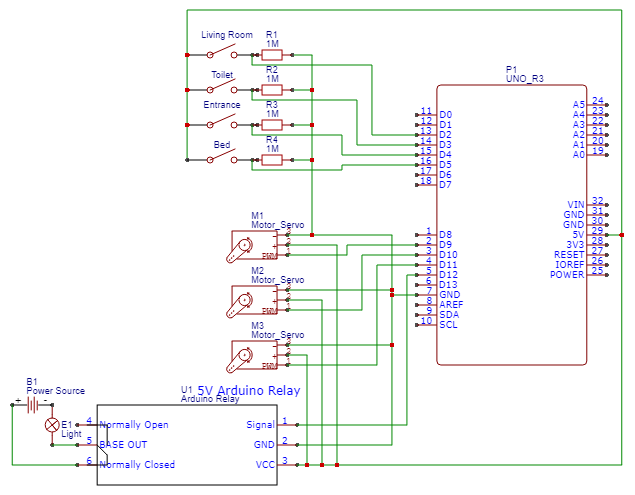 Living Room
R1
1M
Toilet
R2
1M
Entrance
R3
1M
Bed
R4
1M
P1
UNO_R3
11 D0
12 D1
13 D2
14 D3
15 D4
16 D5
17 D6
18 D7
1 D8
2 D9
3 D10
4 D11
5 D12
6 D13
7 GND
8 AREF
9 SDA
10 SCL
A5 24
A4 23
A3 22
A2 21
A1 20
A0 19
VIN 32
GND 31
GND 30
5V 29
3V3 28
RESET 27
IOREF 26
POWER 25
M1
Motor_Servo
-
+
PWM
M2
Motor_Servo
-
+
PWM
M3
Motor_Servo
-
+
PWM
B1
Power Source
+ -
E1
Light
U1 5V Arduino Relay
Arduino Relay
4 Normally Open
5 BASE OUT
6 Normally Closed
Signal 1
GND 2
VCC 3